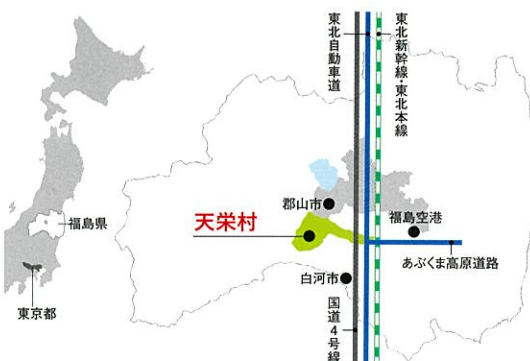 東北自動車道
東北新幹線・東北本線
郡山市
天栄村
福島空港
福島県
あぶくま高原道路
白河市
東京都
国道4号線